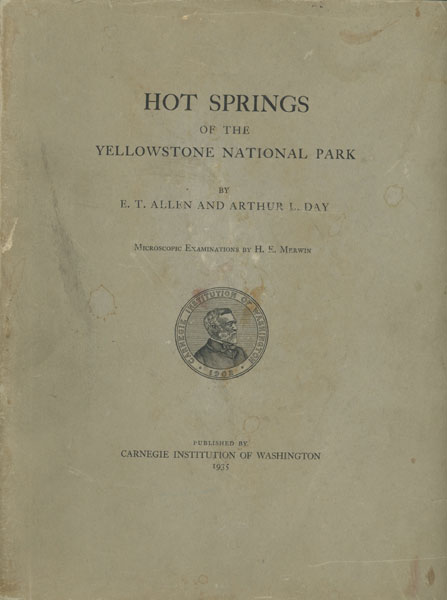 HOT SPRINGS
OF THE
YELLOWSTONE NATIONAL PARK
BY
E. T. ALLEN AND ARTHUR L. DAY
MICROSCOPIC EXAMINATIONS BY H. E. MERWIN
CARNEGIE INSTITUTION OF WASHINGTON
1902
PUBLISHED BY
CARNEGIE INSTITUTION OF WASHINGTON
1935